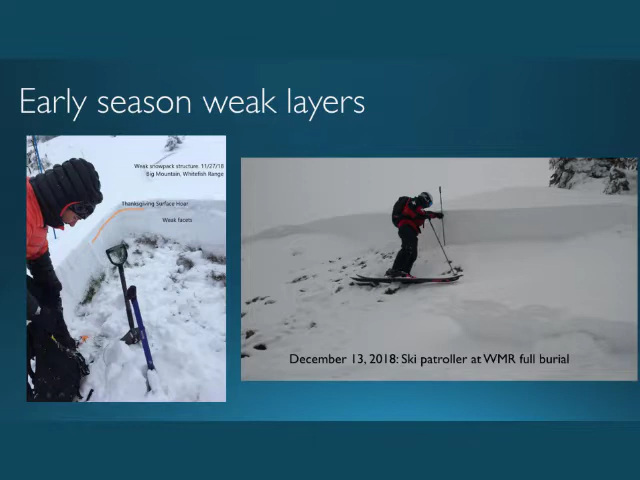 Early season weak layers
Weak snowpack structure. 11/27/18
Big Mountain, Whitefish Range
Thanksgiving Surface Hoar
Weak facets
December 13, 2018: Ski patroller at WMR full burial